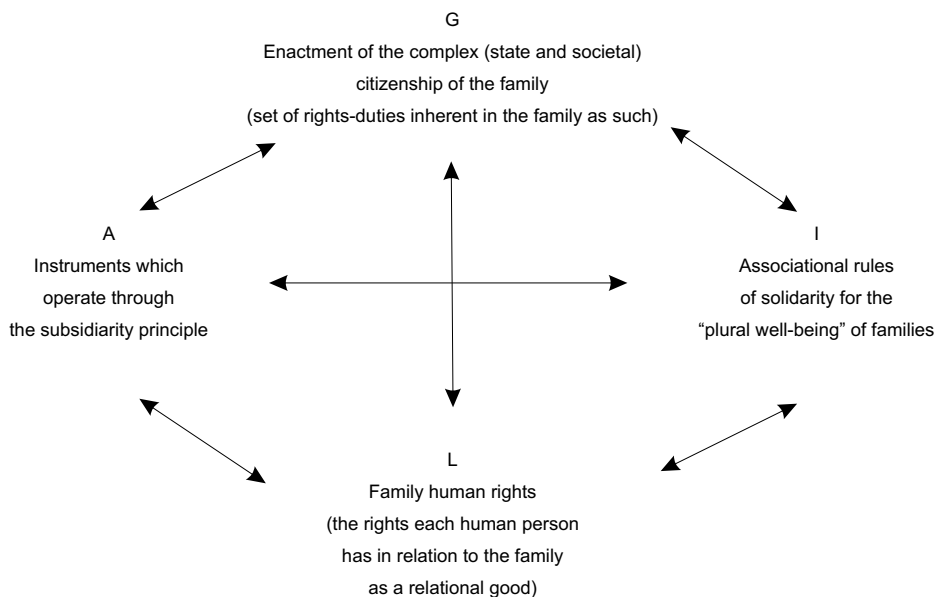 G
Enactment of the complex (state and societal)
citizenship of the family
(set of rights-duties inherent in the family as such)
A
Instruments which
operate through
the subsidiarity principle
I
Associational rules
of solidarity for the
“plural well-being” of families
L
Family human rights
(the rights each human person
has in relation to the family
as a relational good)